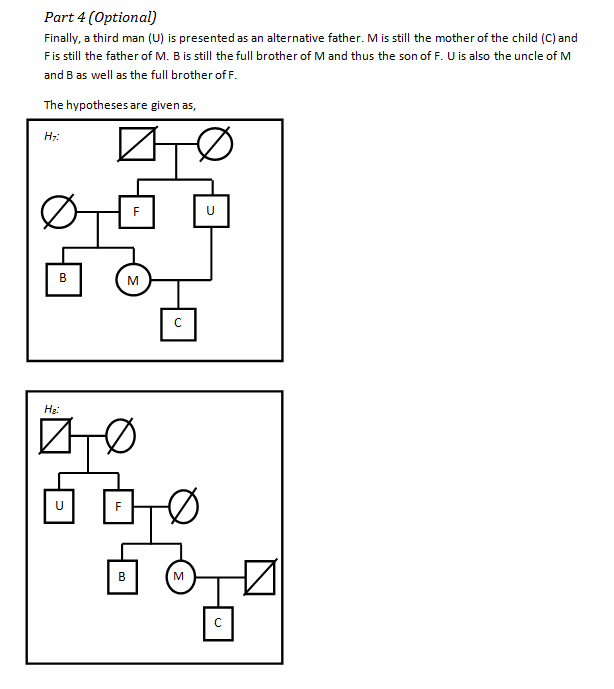 Part 4 (Optional)
Finally, a third man (U) is presented as an alternative father. M is still the mother of the child (C) and
F is still the father of M. B is still the full brother of M and thus the son of F. U is also the uncle of M
and B as well as the full brother of F.
The hypotheses are given as,
H₇:
F
U
B
M
C
H₈:
U
F
B
M
C